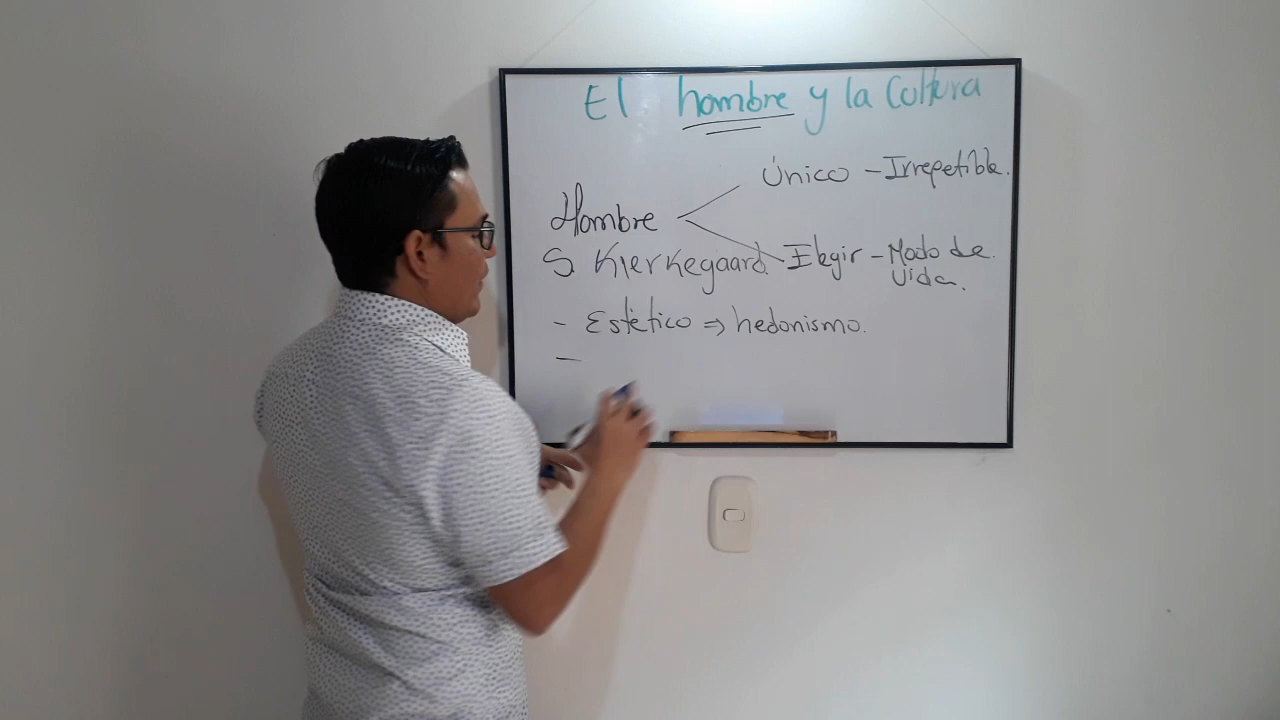 El hombre y la Cultura
Único - Irrepetible.
Hombre
S. Kierkegaard. Elegir - Modo de
Vida.
- Estético ⇒ hedonismo.
-